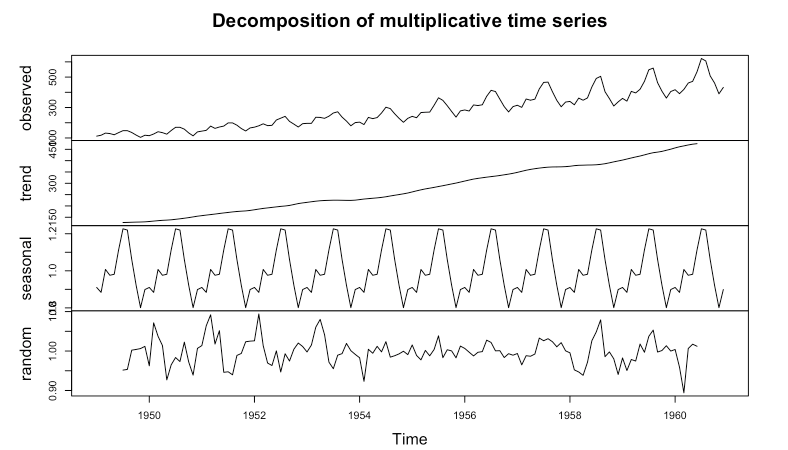 Decomposition of multiplicative time series
observed
500
300
100
trend
450
300
150
seasonal
1.2
1.0
random
1.00
0.90
1950 1952 1954 1956 1958 1960
Time